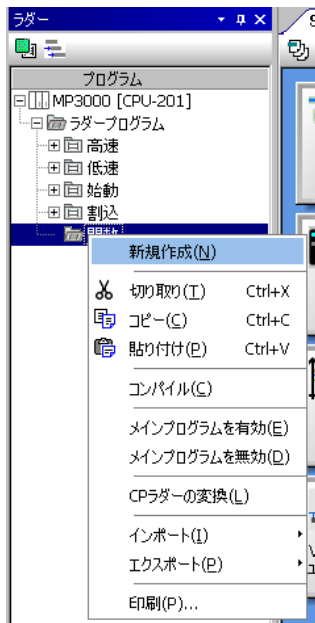 ラダー
プログラム
MP3000 [CPU-201]
ラダープログラム
高速
低速
始動
割込
関数
新規作成(N)
切り取り(T) Ctrl+X
コピー(C) Ctrl+C
貼り付け(P) Ctrl+V
コンパイル(C)
メインプログラムを有効(E)
メインプログラムを無効(D)
CPラダーの変換(L)
インポート(I)
エクスポート(P)
印刷(P)...